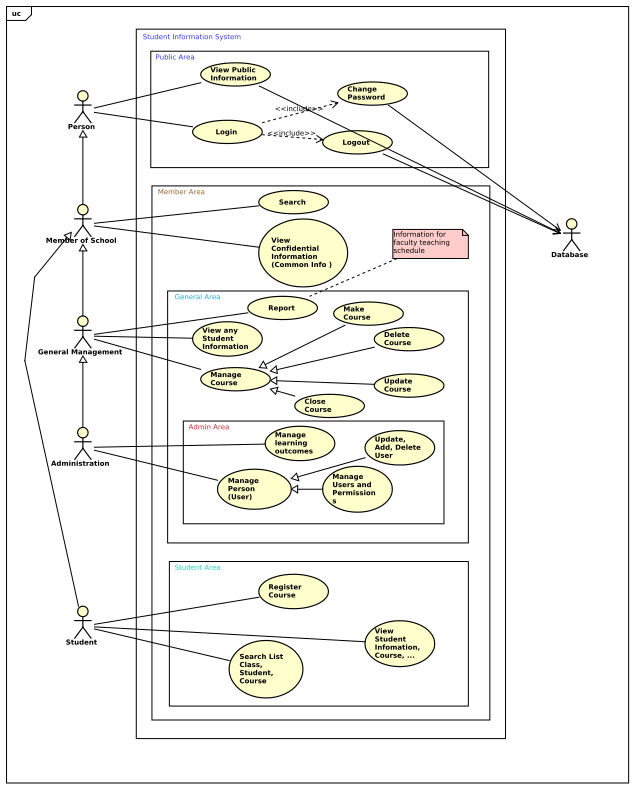 uc
Student Information System
Public Area
View Public
Information
Change
Password
<<include>>
Person
Login
<<include>>
Logout
Member Area
Search
Member of School
View
Confidential
Information
(Common Info )
Information for
faculty teaching
schedule
Database
General Area
Report
Make
Course
General Management
View any
Student
Information
Delete
Course
Manage
Course
Update
Course
Close
Course
Admin Area
Administration
Manage
learning
outcomes
Update,
Add, Delete
User
Manage
Person
(User)
Manage
Users and
Permission
s
Student Area
Register
Course
Student
View
Student
Infomation,
Course, ...
Search List
Class,
Student,
Course